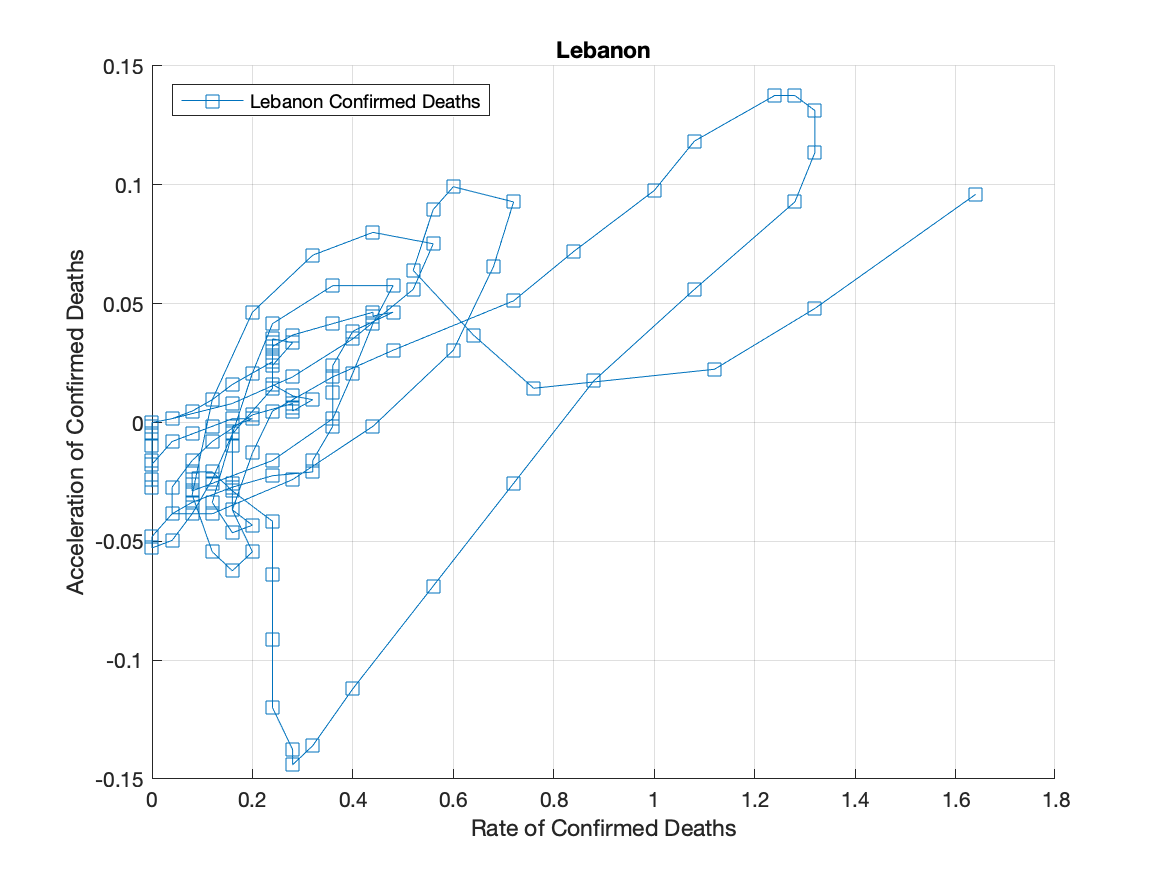 Lebanon
0.15
Lebanon Confirmed Deaths
0.1
0.05
0
-0.05
-0.1
-0.15
Acceleration of Confirmed Deaths
0 0.2 0.4 0.6 0.8 1 1.2 1.4 1.6 1.8
Rate of Confirmed Deaths